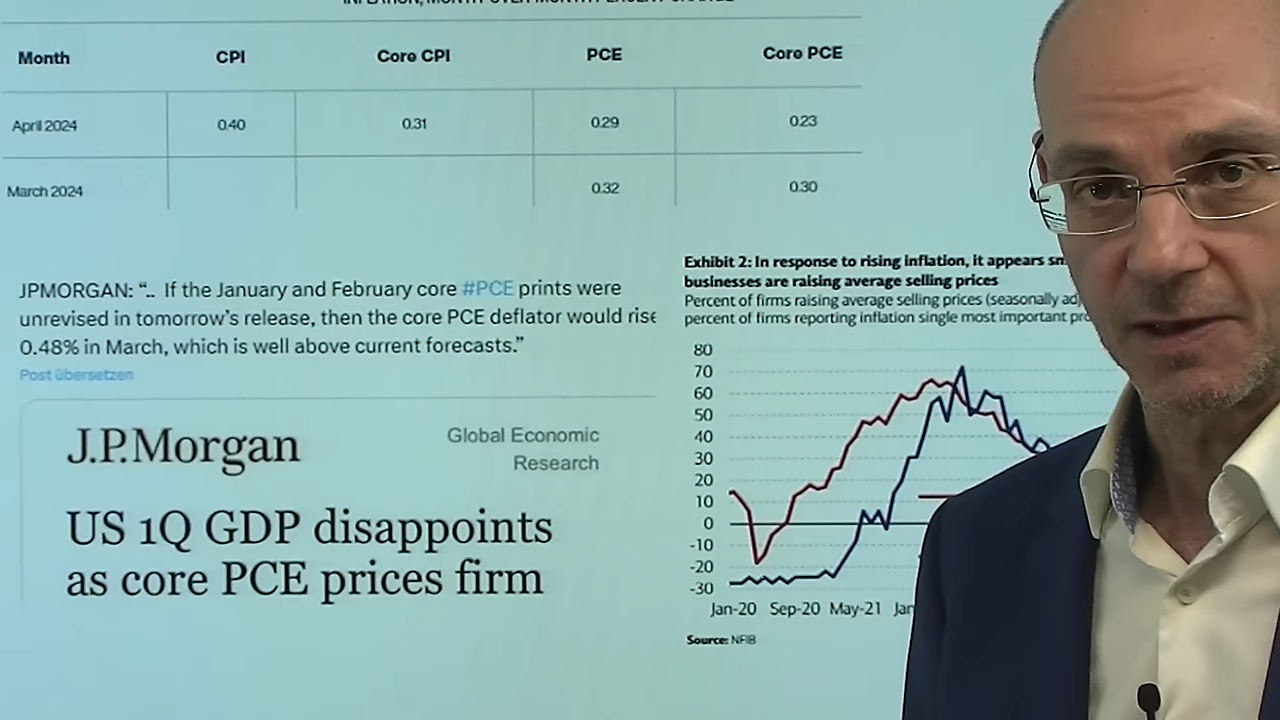 INFLATION, MONTH-OVER-MONTH PERCENT CHANGE
Month CPI Core CPI PCE Core PCE
April 2024 0.40 0.31 0.29 0.23
March 2024 0.32 0.30
JPMORGAN: “.. If the January and February core #PCE prints were
unrevised in tomorrow’s release, then the core PCE deflator would rise
0.48% in March, which is well above current forecasts.”
Post übersetzen
J.P.Morgan
Global Economic
Research
US 1Q GDP disappoints
as core PCE prices firm
Exhibit 2: In response to rising inflation, it appears
businesses are raising average selling prices
Percent of firms raising average selling prices (seasonally
percent of firms reporting inflation single most important
80
70
60
50
40
30
20
10
0
-10
-20
-30
Jan-20 Sep-20 May-21
Source: NFIB